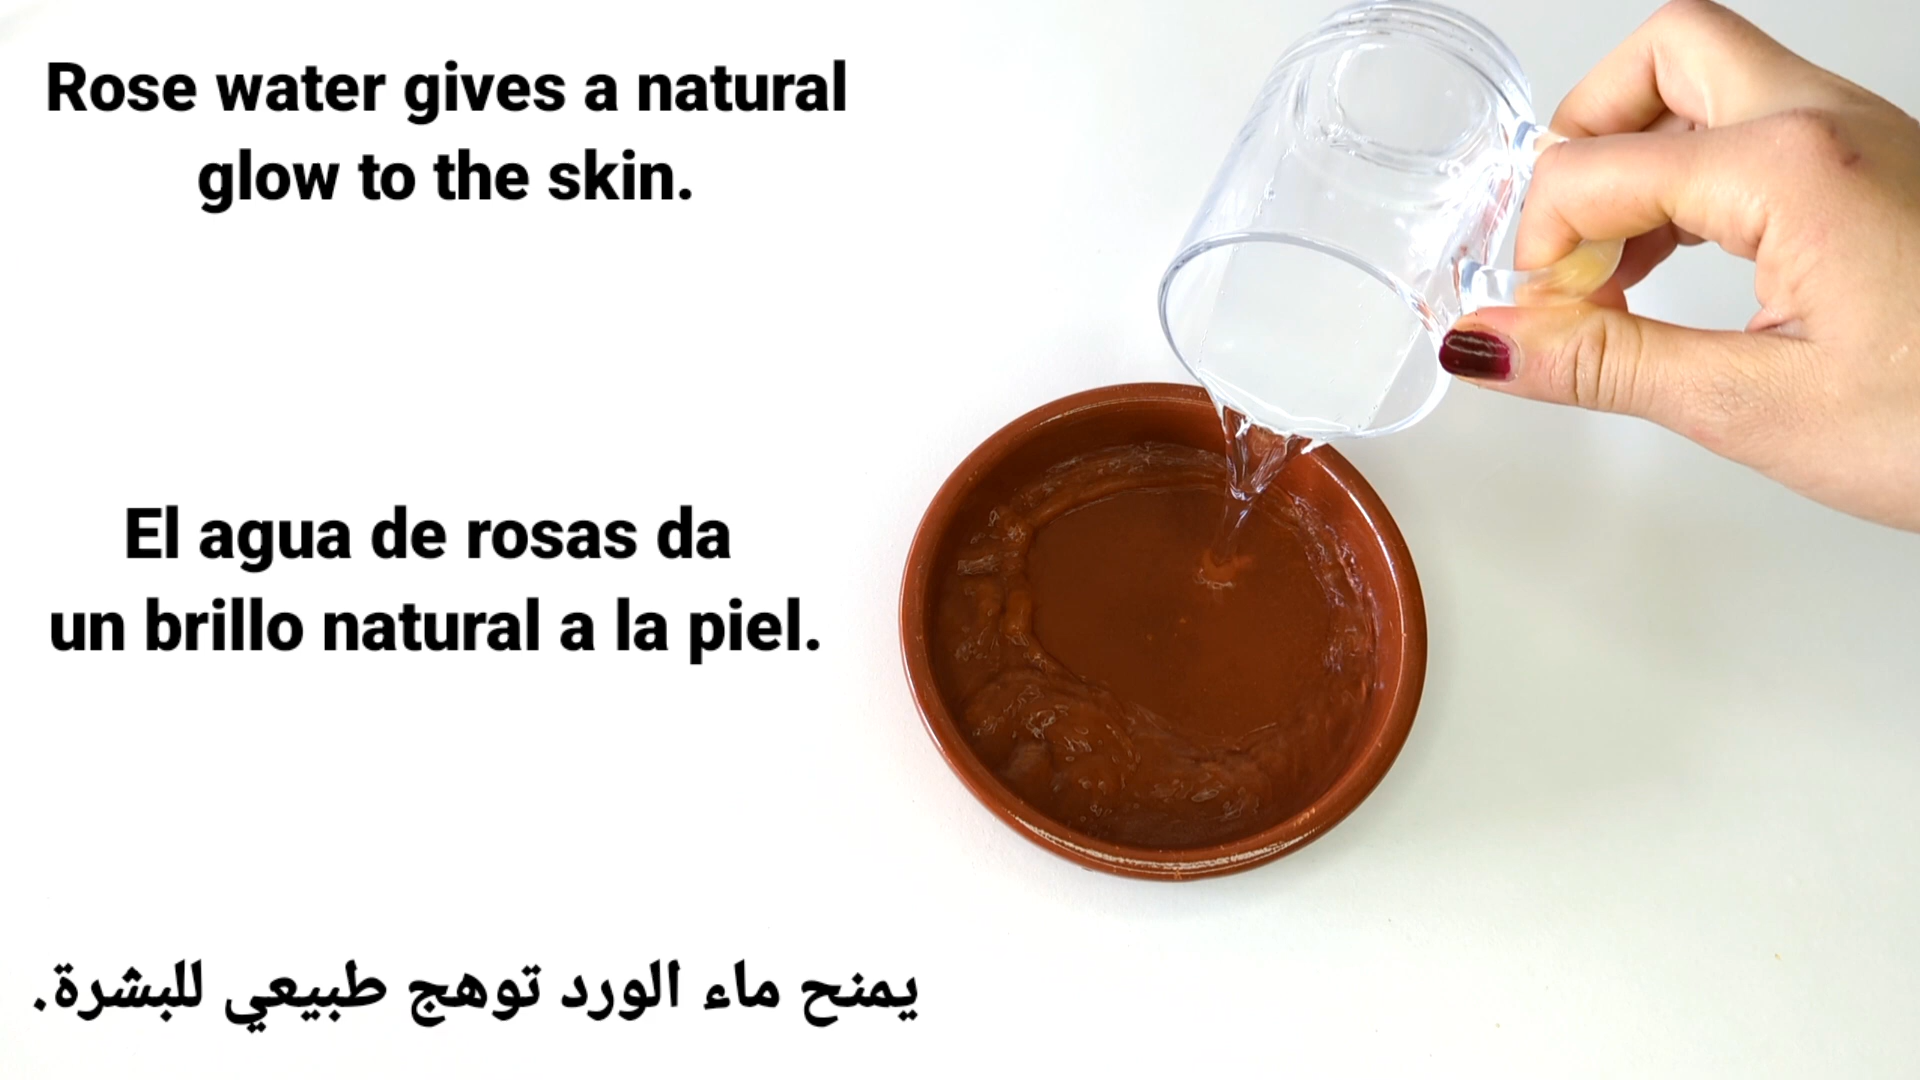 Rose water gives a natural
glow to the skin.
El agua de rosas da
un brillo natural a la piel.
يمنح ماء الورد توهج طبيعي للبشرة.